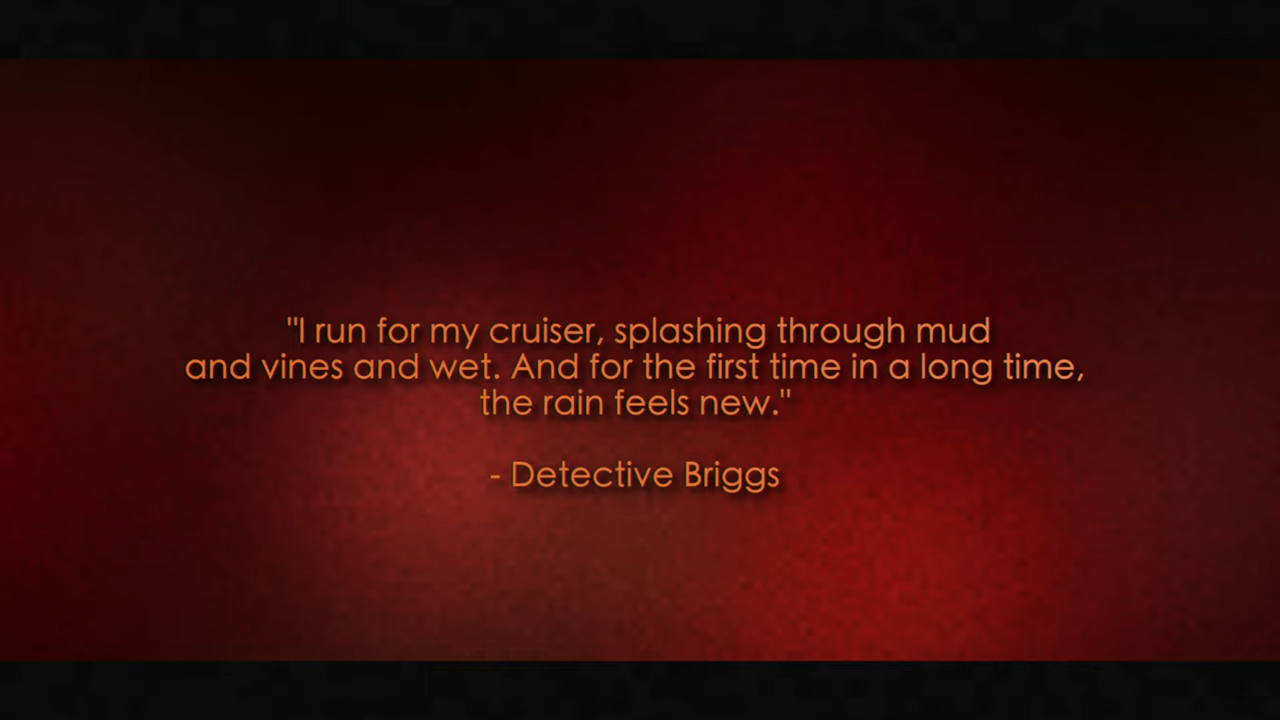 "I run for my cruiser, splashing through mud
and vines and wet. And for the first time in a long time,
the rain feels new."
- Detective Briggs